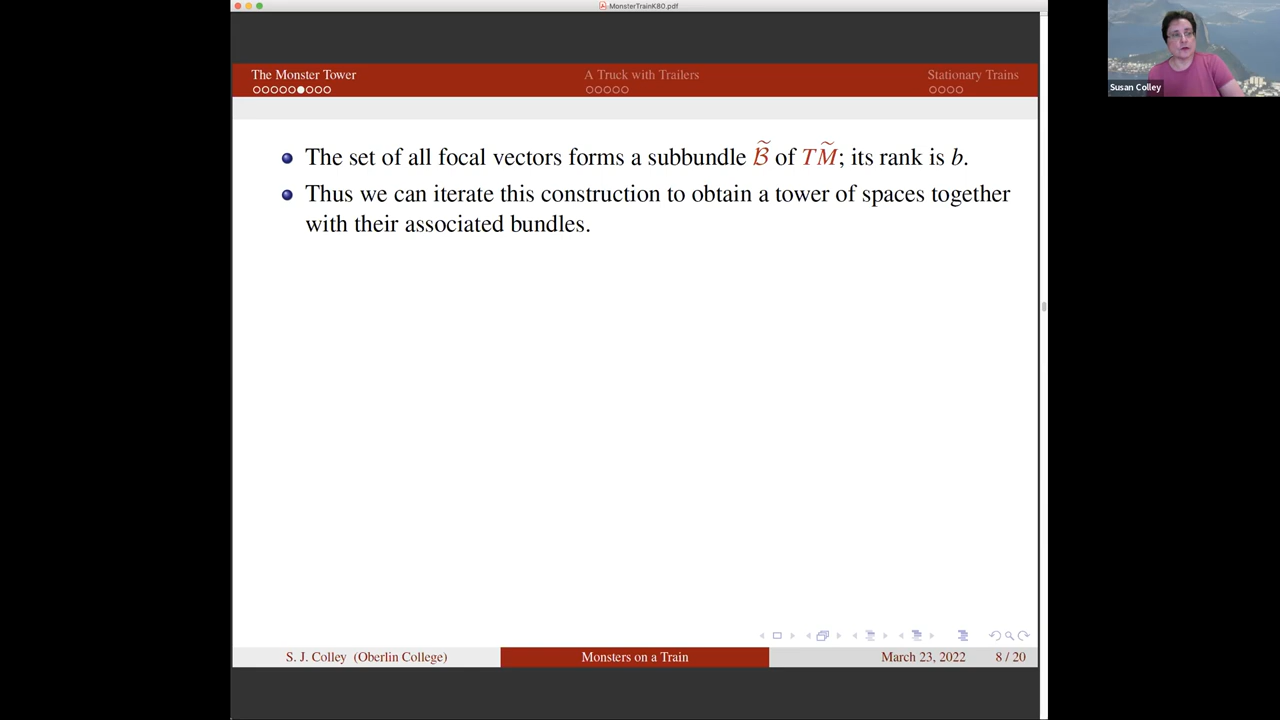 MonsterTrainK80.pdf
The Monster Tower
A Truck with Trailers
Stationary Trains
Susan Colley
The set of all focal vectors forms a subbundle B̃ of TM̃; its rank is b.
Thus we can iterate this construction to obtain a tower of spaces together
with their associated bundles.
S. J. Colley (Oberlin College)
Monsters on a Train
March 23, 2022
8 / 20